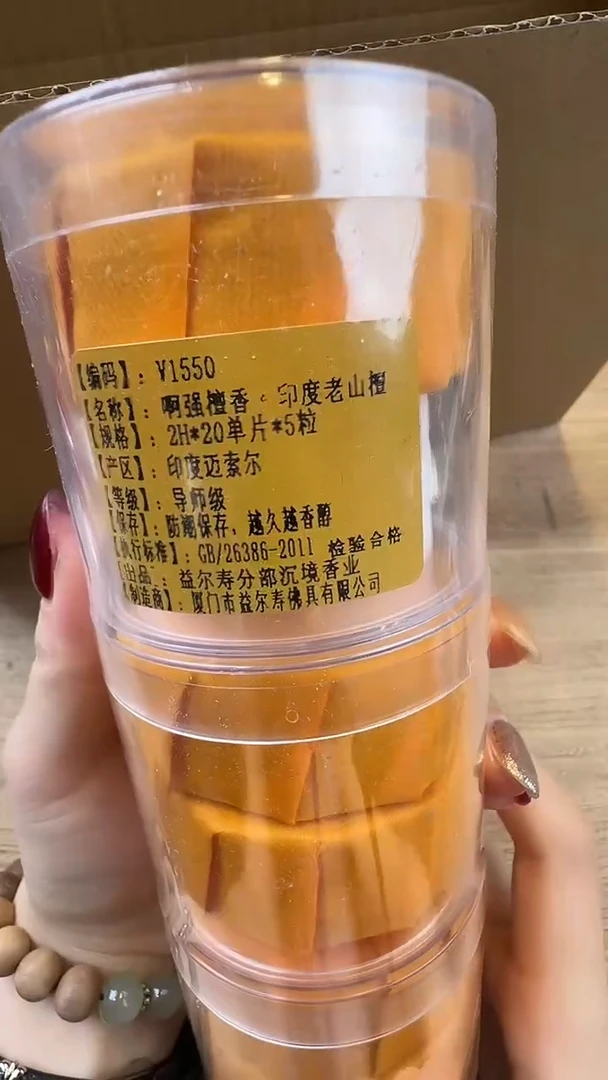 【编码】：Y1550
【名称】：啊强檀香。印度老山檀
【规格】：2H*20单片*5粒
【产区】：印度迈索尔
【等级】：导师级
【保存】：防潮保存，越久越香醇
【执行标准】：GB/26386-2011 检验合格
【出品】：益尔寿分部沉境香业
【制造商】：厦门市益尔寿佛具有限公司